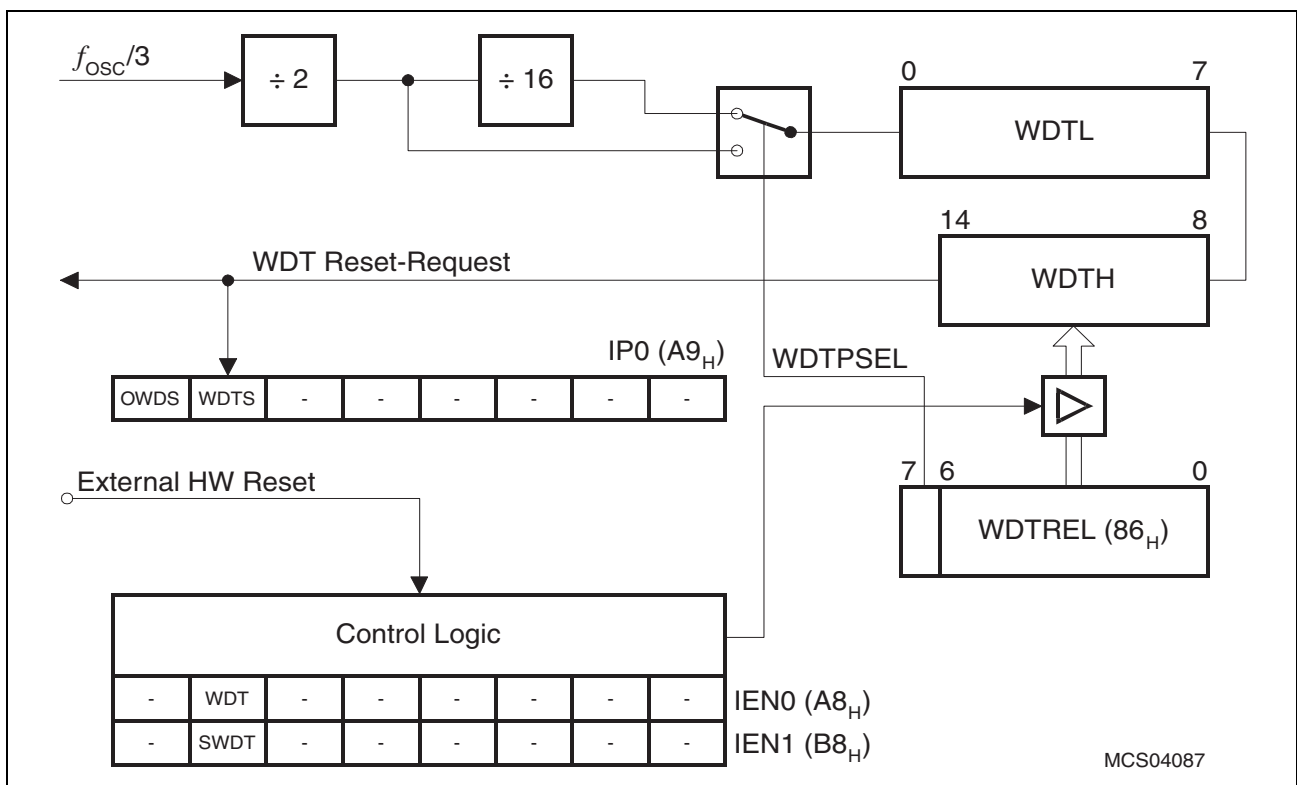 fOSC/3
÷ 2
÷ 16
0 7
WDTL
14 8
WDT Reset-Request
WDTH
IP0 (A9H)
WDTPSEL
OWDS WDTS - - - - - -
External HW Reset
7 6 0
WDTREL (86H)
Control Logic
- WDT - - - - - - IEN0 (A8H)
- SWDT - - - - - - IEN1 (B8H)
MCS04087